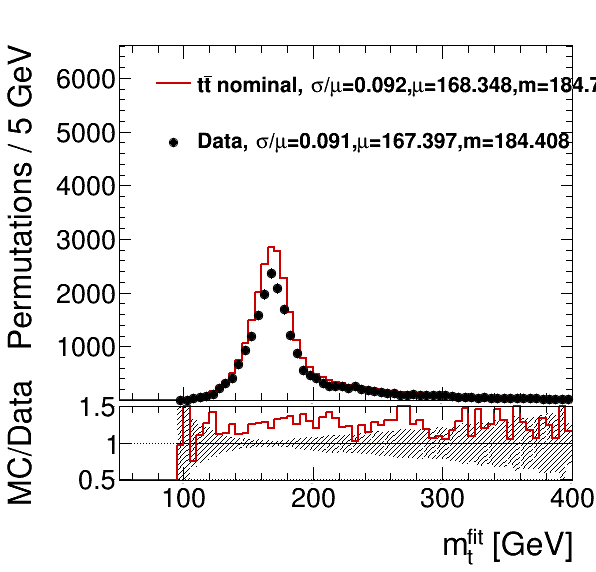 6000
5000
4000
3000
2000
1000
Permutations / 5 GeV
tt̄ nominal, σ/μ=0.092,μ=168.348,m=184.7
Data, σ/μ=0.091,μ=167.397,m=184.408
1.5
1
0.5
MC/Data
100 200 300 400
m_t^fit [GeV]